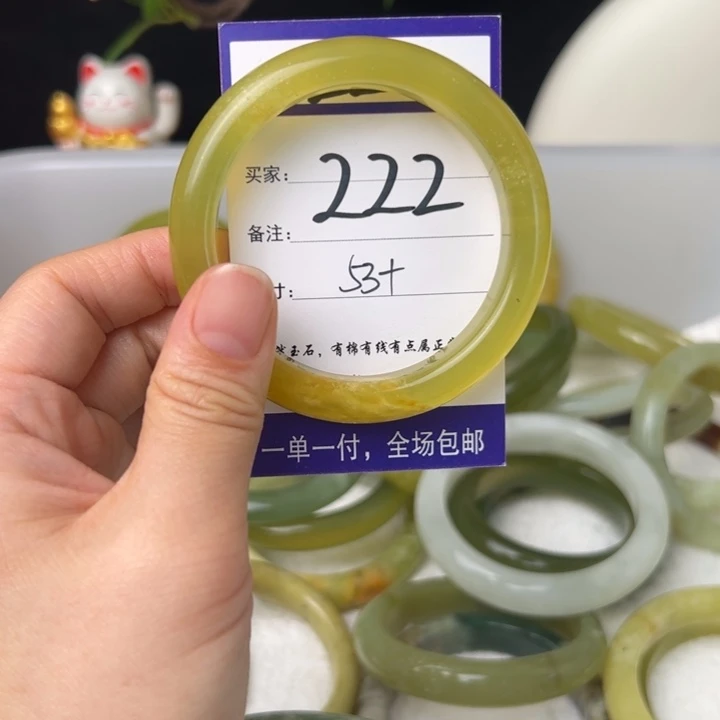 买家: 222
备注:
寸: 53+
玉石，有棉有线有点属正
一单一付，全场包邮